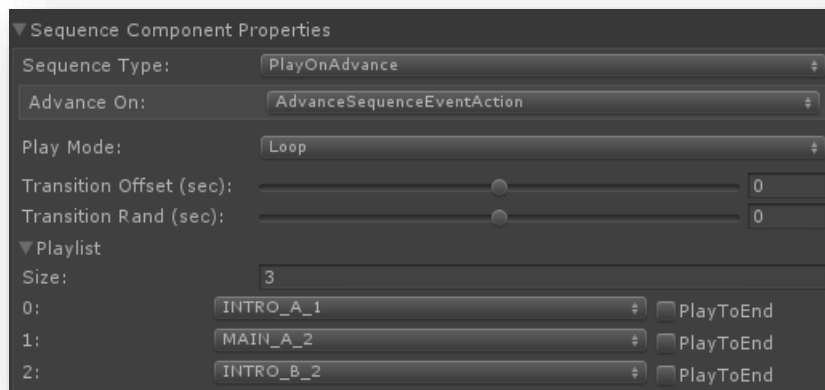 Sequence Component Properties
Sequence Type: PlayOnAdvance
Advance On: AdvanceSequenceEventAction
Play Mode: Loop
Transition Offset (sec): 0
Transition Rand (sec): 0
Playlist
Size: 3
0: INTRO_A_1 PlayToEnd
1: MAIN_A_2 PlayToEnd
2: INTRO_B_2 PlayToEnd